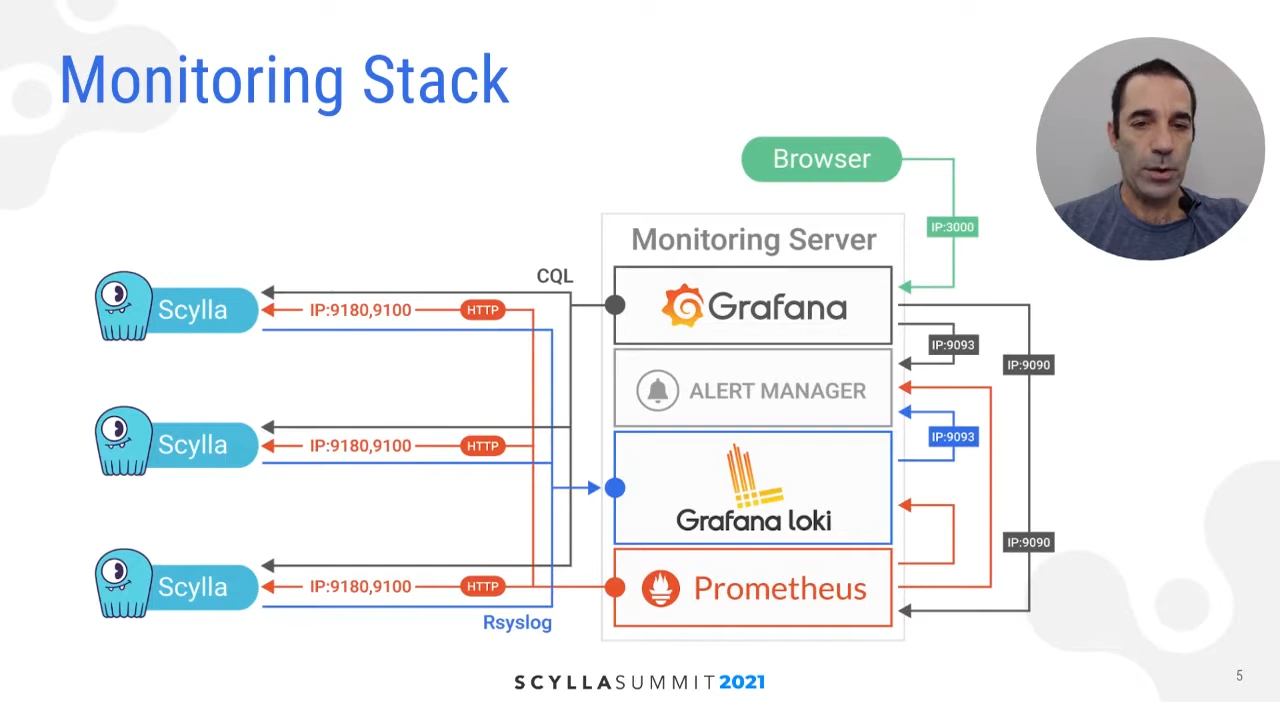 Monitoring Stack
Browser
IP:3000
Monitoring Server
CQL
Grafana
Scylla
IP:9180,9100
HTTP
IP:9093
IP:9090
ALERT MANAGER
Scylla
IP:9180,9100
HTTP
IP:9093
Grafana loki
IP:9090
Scylla
IP:9180,9100
HTTP
Prometheus
Rsyslog
SCYLLASUMMIT 2021
5